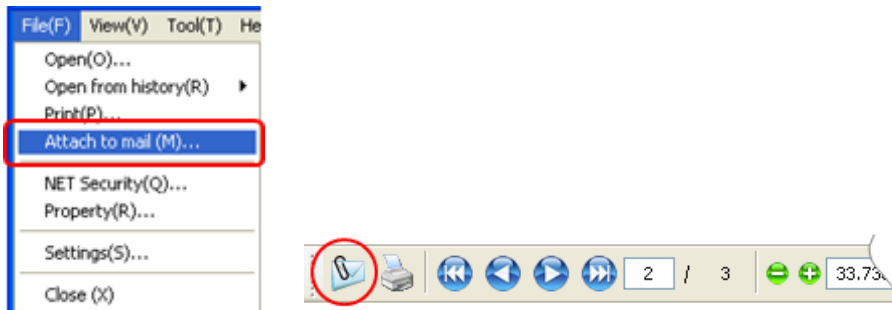 File(F) View(V) Tool(T) He
Open(O)...
Open from history(R)
Print(P)...
Attach to mail (M)...
NET Security(Q)...
Property(R)...
Settings(S)...
Close (X)
2 / 3 33.73